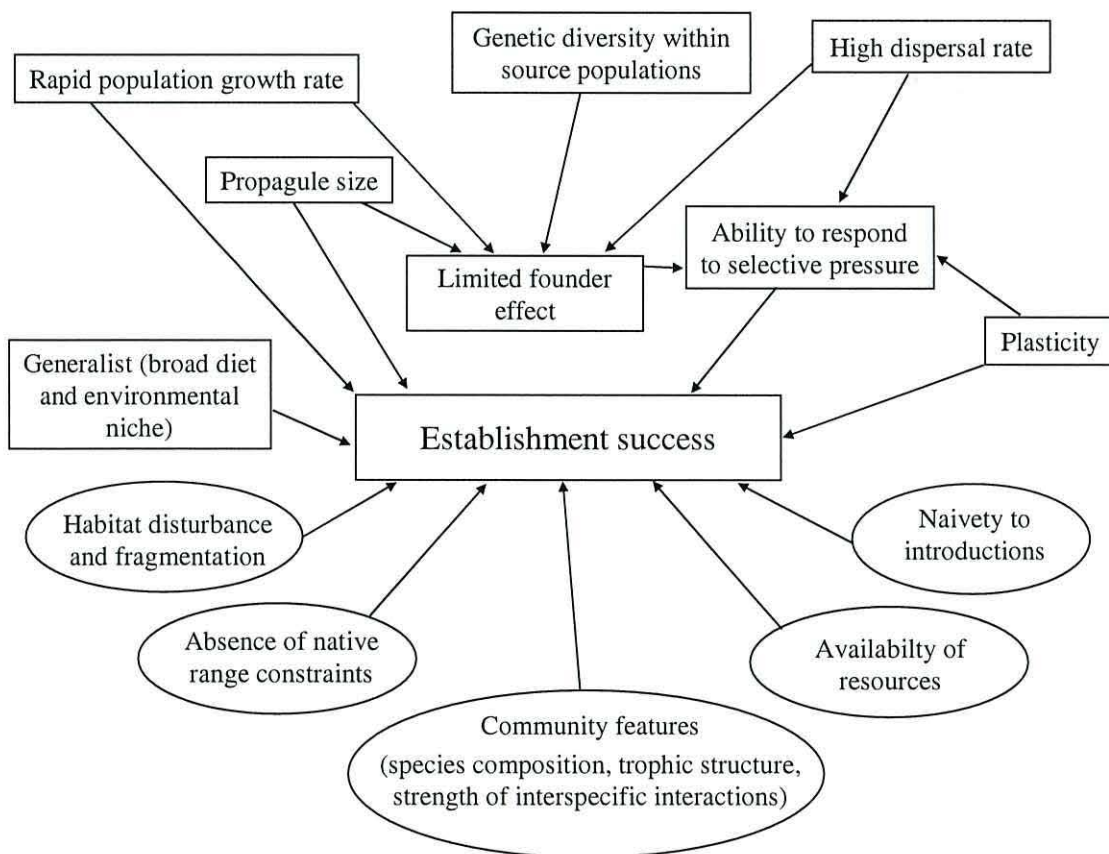 Genetic diversity within
source populations
High dispersal rate
Rapid population growth rate
Propagule size
Ability to respond
to selective pressure
Limited founder
effect
Plasticity
Generalist (broad diet
and environmental
niche)
Establishment success
Habitat disturbance
and fragmentation
Naivety to
introductions
Absence of native
range constraints
Availabilty of
resources
Community features
(species composition, trophic structure,
strength of interspecific interactions)